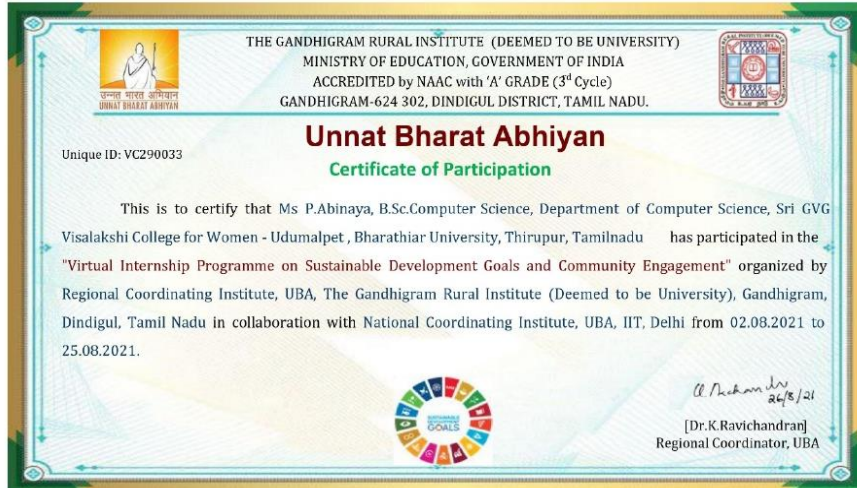 THE GANDHIGRAM RURAL INSTITUTE (DEEMED TO BE UNIVERSITY)
MINISTRY OF EDUCATION, GOVERNMENT OF INDIA
ACCREDITED by NAAC with 'A' GRADE (3rd Cycle)
GANDHIGRAM-624 302, DINDIGUL DISTRICT, TAMIL NADU.
उन्नत भारत अभियान
UNNAT BHARAT ABHIYAN
Unnat Bharat Abhiyan
Unique ID: VC290033
Certificate of Participation
This is to certify that Ms P.Abinaya, B.Sc.Computer Science, Department of Computer Science, Sri GVG
Visalakshi College for Women - Udumalpet , Bharathiar University, Thirupur, Tamilnadu has participated in the
"Virtual Internship Programme on Sustainable Development Goals and Community Engagement" organized by
Regional Coordinating Institute, UBA, The Gandhigram Rural Institute (Deemed to be University), Gandhigram,
Dindigul, Tamil Nadu in collaboration with National Coordinating Institute, UBA, IIT, Delhi from 02.08.2021 to
25.08.2021.
SUSTAINABLE
DEVELOPMENT
GOALS
26/8/21
[Dr.K.Ravichandran]
Regional Coordinator, UBA